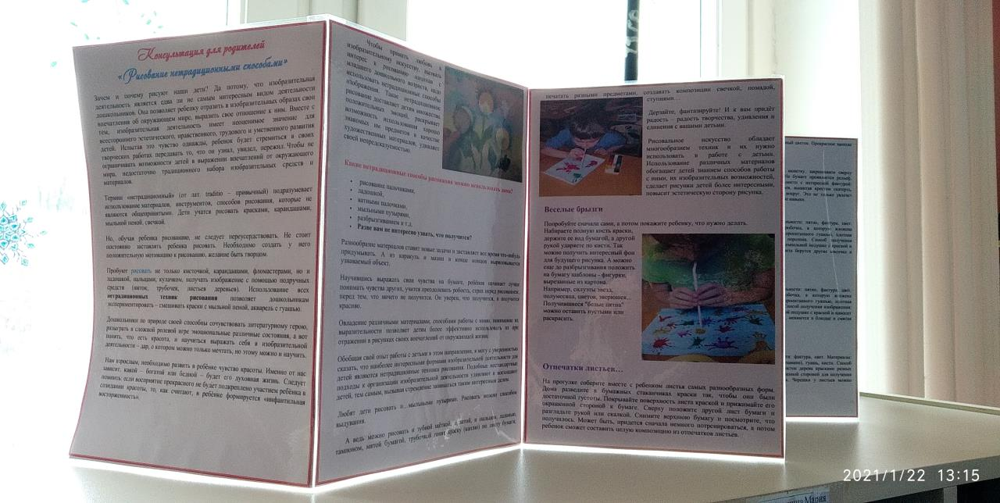 Консультация для родителей
«Рисование нетрадиционными способами»
Зачем и почему рисуют наши дети? Да потому, что изобразительная
деятельность является едва ли не самым интересным видом деятельности
дошкольников. Она позволяет ребенку отразить в изобразительных образах свои
впечатления об окружающем мире, выразить свое отношение к ним. Вместе с
тем, изобразительная деятельность имеет неоценимое значение для
всестороннего эстетического, нравственного, трудового и умственного развития
детей. Испытав это чувство однажды, ребенок будет стремиться в своих
творческих работах передавать то, что он узнал, увидел, пережил. Чтобы не
ограничивать возможности детей в выражении впечатлений от окружающего
мира, недостаточно традиционного набора изобразительных средств и
материалов.
Термин «нетрадиционный» (от лат. traditio – привычный) подразумевает
использование материалов, инструментов, способов рисования, которые не
являются общепринятыми. Дети учатся рисовать красками, карандашами,
мыльной пеной, свечкой.
Но, обучая ребенка рисованию, не следует переусердствовать. Не стоит
постоянно заставлять ребенка рисовать. Необходимо создать у него
положительную мотивацию к рисованию, желание быть творцом.
Пробуют рисовать не только кисточкой, карандашами, фломастерами, но и
ладошкой, пальцами, кулачком, получать изображение с помощью подручных
средств (ниток, трубочек, листьев деревьев). Использование всех
нетрадиционных техник рисования позволяет дошкольникам
экспериментировать – смешивать краски с мыльной пеной, акварель с гуашью.
Дошкольники по природе своей способны сочувствовать литературному герою,
разыграть в сложной ролевой игре эмоциональные различные состояния, а вот
понять, что есть красота, и научиться выражать себя в изобразительной
деятельности – дар, о котором можно только мечтать, но этому можно и научить.
Нам взрослым, необходимо развить в ребёнке чувство красоты. Именно от нас
зависит, какой – богатой или бедной – будет его духовная жизнь. Следует
помнить: если восприятие прекрасного не будет подкреплено участием ребёнка в
созидании красоты, то, как считают, в ребёнке формируется «инфантильная
восторженность».
Чтобы привить любовь к
изобразительному искусству, вызвать
интерес к рисованию начиная с
младшего дошкольного возраста, надо
использовать нетрадиционные способы
изображения. Такое нетрадиционное
рисование доставляет детям множество
положительных эмоций, раскрывает
возможность использования хорошо
знакомых им предметов в качестве
художественных материалов, удивляет
своей непредсказуемостью.
Какие нетрадиционные способы рисования можно использовать дома?
• рисование пальчиками,
• ладошкой,
• ватными палочками,
• мыльными пузырями,
• разбрызгиванием и т.д.
• Разве вам не интересно узнать, что получится?
Разнообразие материалов ставит новые задачи и заставляет все время что-нибудь
придумывать. А из каракуль и мазни в конце концов вырисовывается
узнаваемый объект.
Научившись выражать свои чувства на бумаге, ребёнок начинает лучше
понимать чувства других, учится преодолевать робость, страх перед рисованием,
перед тем, что ничего не получится. Он уверен, что получится, и получится
красиво.
Овладение различными материалами, способами работы с ними, понимание их
выразительности позволяет детям более эффективно использовать их при
отражении в рисунках своих впечатлений от окружающей жизни.
Обобщая свой опыт работы с детьми в этом направлении, я могу с уверенностью
сказать, что наиболее интересными формами изобразительной деятельности для
детей являются нетрадиционные техники рисования. Подобные нестандартные
подходы к организации изобразительной деятельности удивляют и восхищают
детей, тем самым, вызывая стремление заниматься таким интересным делом.
Любят дети рисовать и... мыльными пузырями. Рисовать можно способом
выдувания.
А ведь можно рисовать и зубной щёткой, и ватой, и пальцем, ладонью,
тампоном, мятой бумагой, трубочкой гонят краску (каплю) по листу бумаги,
печатать разными предметами, создавать композиции свечкой, помадой,
ступнями…
Дерзайте, фантазируйте! И к вам придёт
радость – радость творчества, удивления и
единения с вашими детьми.
Рисовальное искусство обладает
многообразием техник и их нужно
использовать в работе с детьми.
Использование различных материалов
обогащает детей знанием способов работы
с ними, их изобразительных возможностей,
сделает рисунки детей более интересными,
повысит эстетическую сторону рисунка.
Веселые брызги
Попробуйте сначала сами, а потом покажите ребенку, что нужно делать.
Набираете полную кисть краски,
держите ее над бумагой, а другой
рукой ударяете по кисти. Так
можно получить интересный фон
для будущего рисунка. А можно
еще до разбрызгивания положить
на бумагу шаблоны - фигурки,
вырезанные из картона.
Например, силуэты звезд,
полумесяца, цветов, зверюшек...
Получившиеся "белые пятна"
можно оставить пустыми или
раскрасить.
Отпечатки листьев…
На прогулке соберите вместе с ребенком листья самых разнообразных форм.
Дома разведите в бумажных стаканчиках краски так, чтобы они были
достаточной густоты. Покрывайте поверхность листа краской и прижимайте его
окрашенной стороной к бумаге. Сверху положите другой лист бумаги и
разгладьте рукой или скалкой. Снимите верхнюю бумагу и посмотрите, что
получилось. Может быть, придется сначала немного потренироваться, а потом
ребенок сможет составить целую композицию из отпечатков листьев.
цветок. Прекрасное занятие
Мария
2021/1/22 13:15